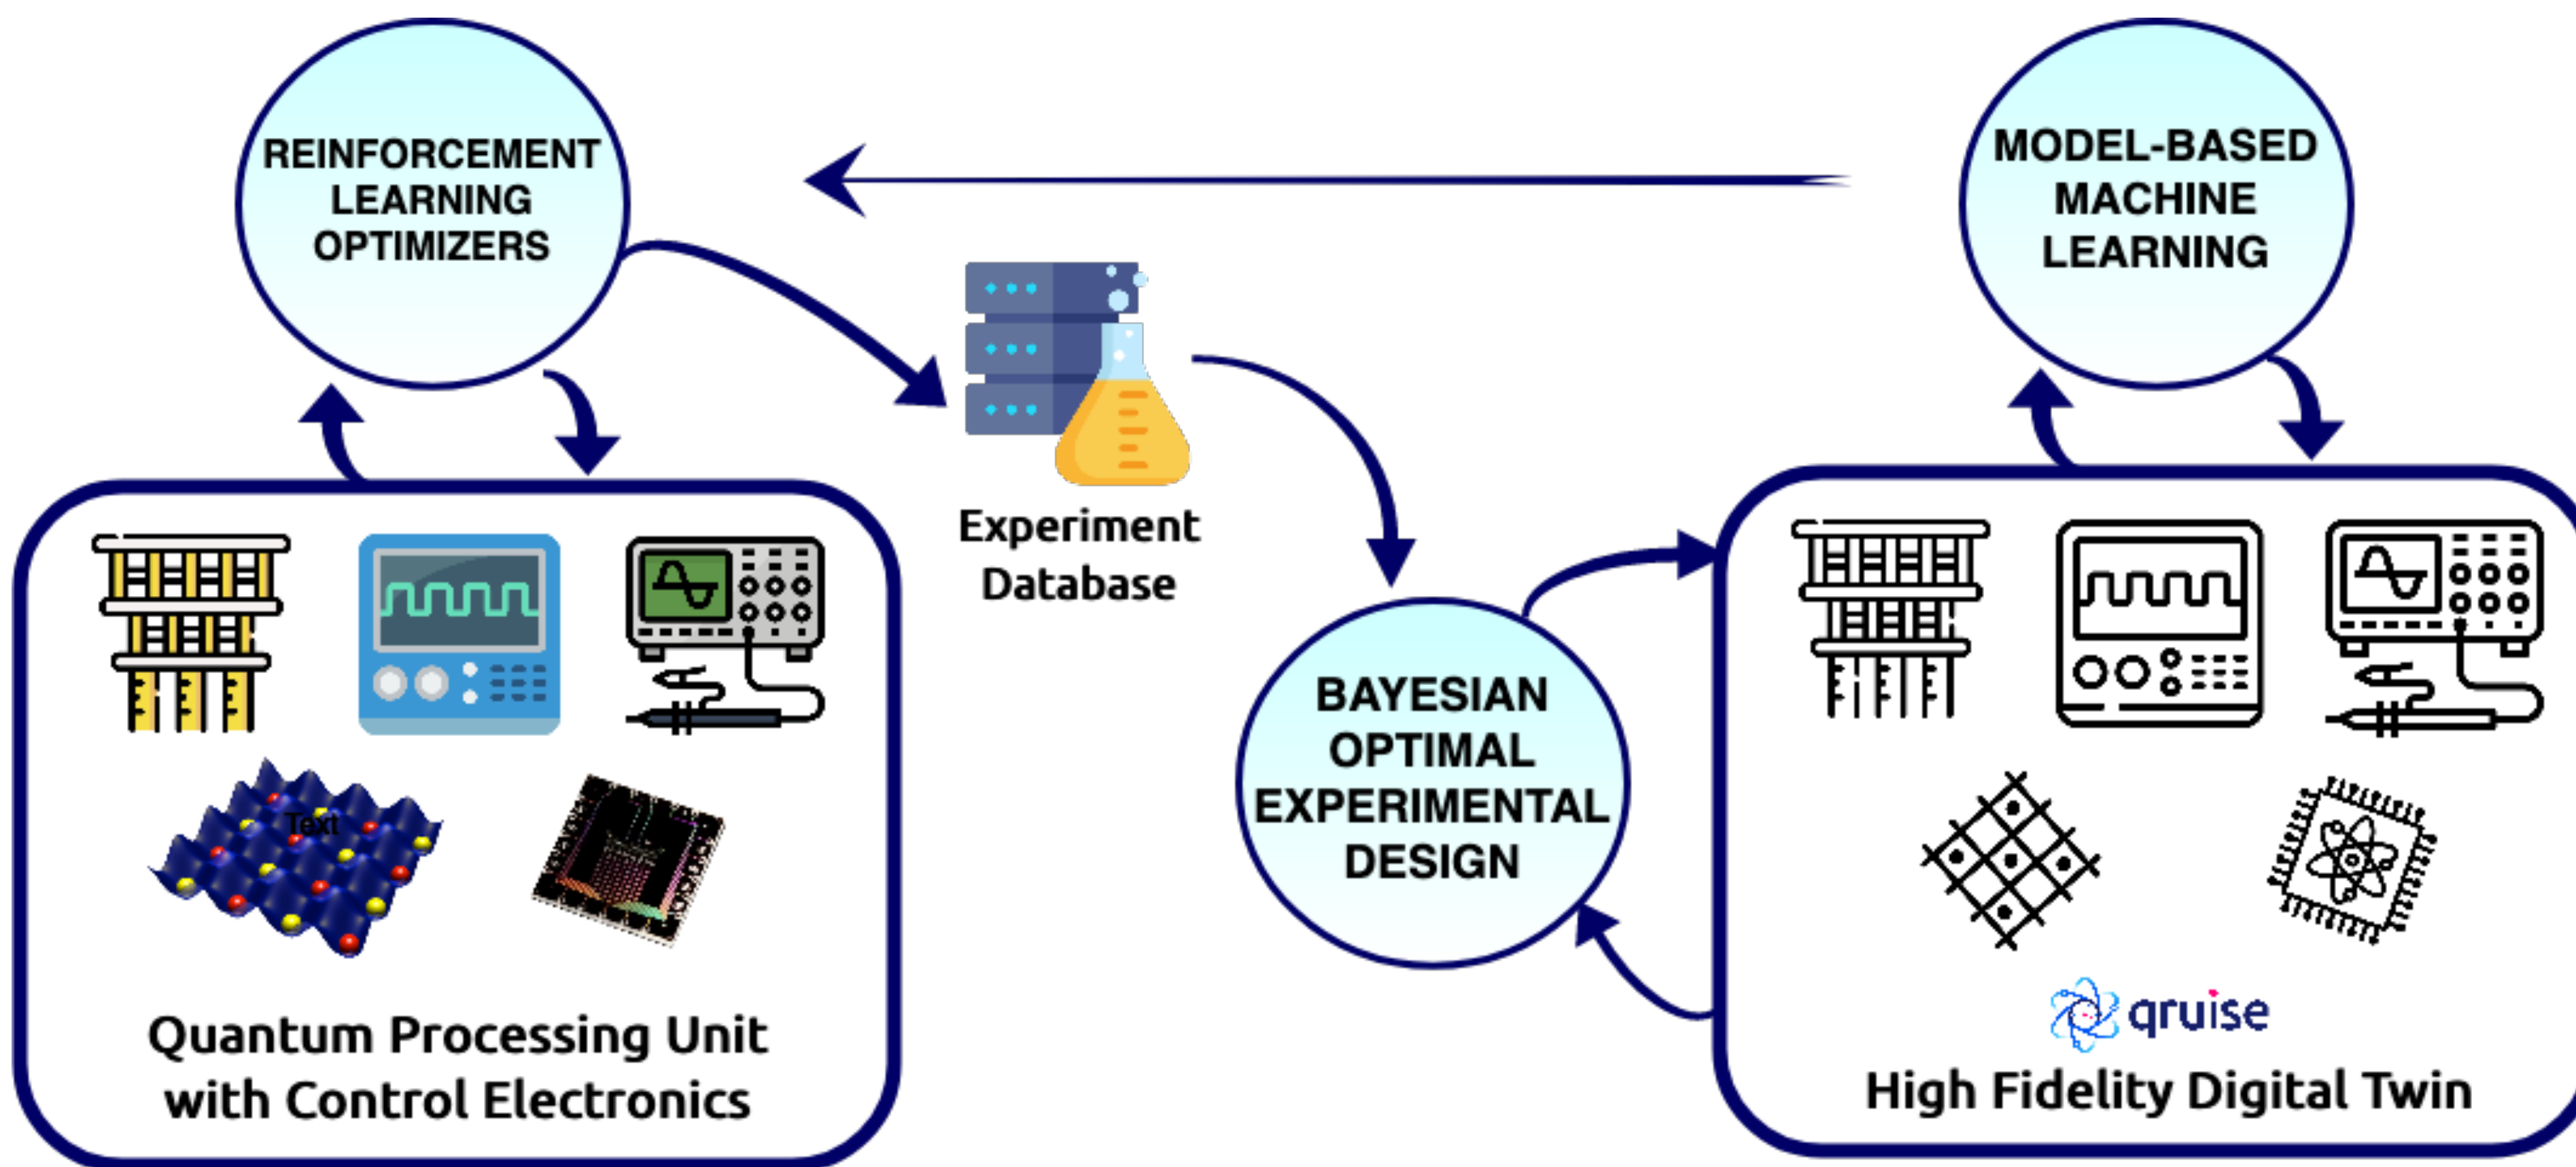 REINFORCEMENT
LEARNING
OPTIMIZERS
MODEL-BASED
MACHINE
LEARNING
Experiment
Database
BAYESIAN
OPTIMAL
EXPERIMENTAL
DESIGN
Text
Quantum Processing Unit
with Control Electronics
qruise
High Fidelity Digital Twin